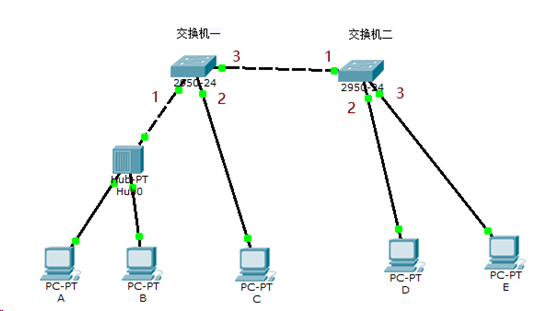 交换机一
交换机二
3
1
2950-24
2950-24
1
2
2
3
Hub-PT
Hub0
PC-PT
A
PC-PT
B
PC-PT
C
PC-PT
D
PC-PT
E